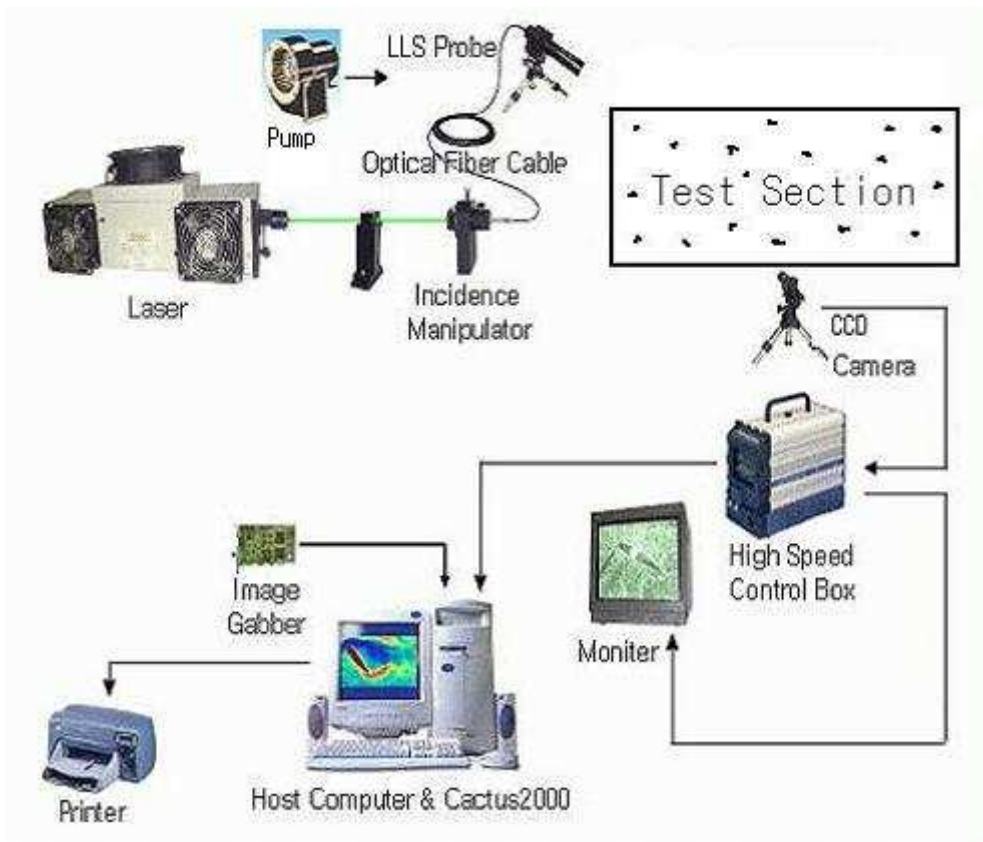 LLS Probe
Pump
Optical Fiber Cable
Test Section
Laser
Incidence
Manipulator
CCD
Camera
High Speed
Control Box
Image
Gabber
Moniter
Printer
Host Computer & Cactus2000